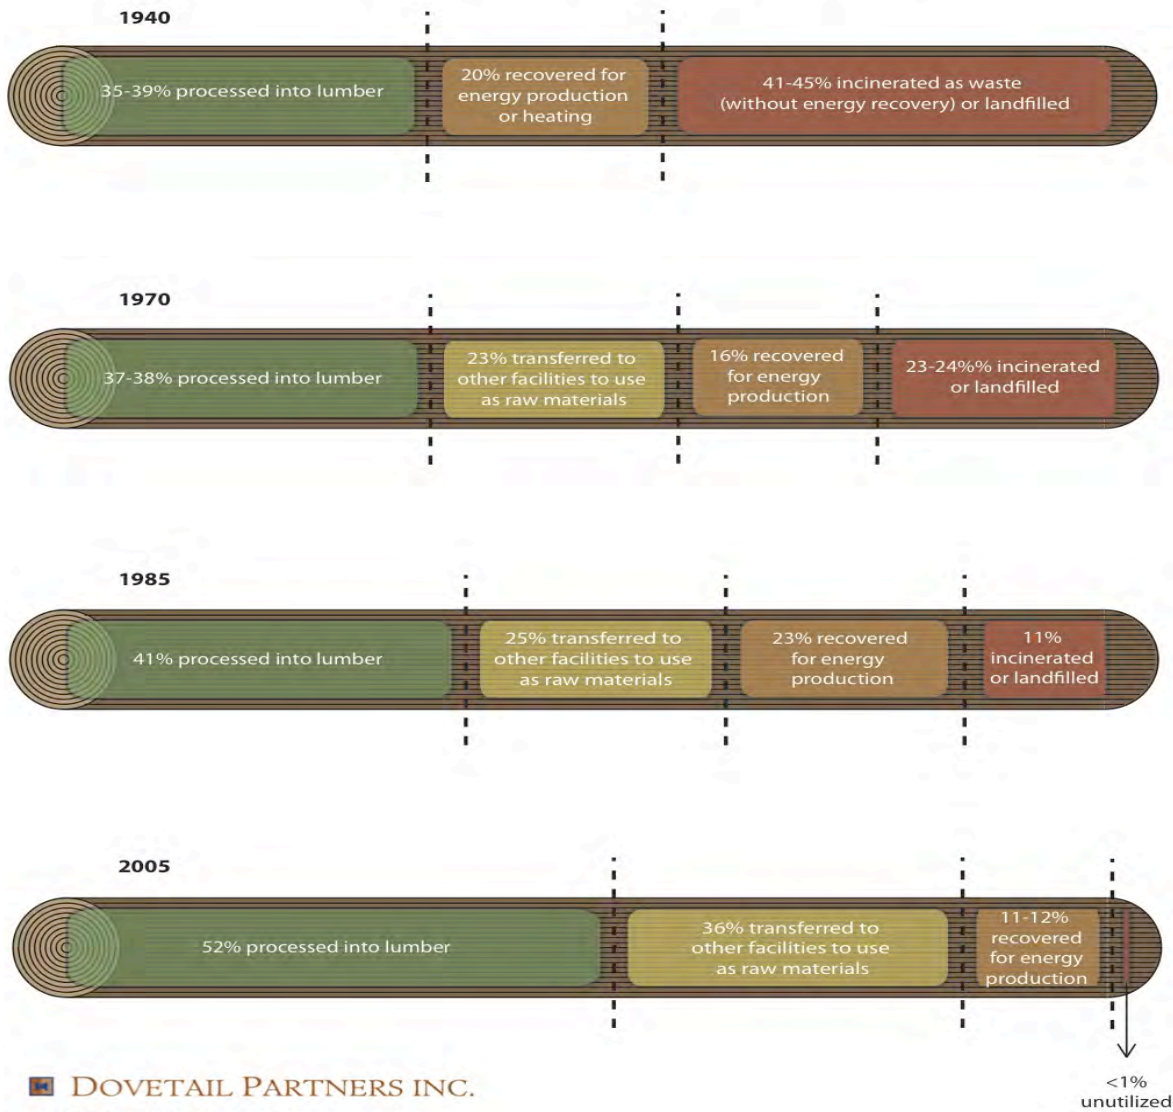 1940
35-39% processed into lumber
20% recovered for
energy production
or heating
41-45% incinerated as waste
(without energy recovery) or landfilled
1970
37-38% processed into lumber
23% transferred to
other facilities to use
as raw materials
16% recovered
for energy
production
23-24%% incinerated
or landfilled
1985
41% processed into lumber
25% transferred to
other facilities to use
as raw materials
23% recovered
for energy
production
11%
incinerated
or landfilled
2005
52% processed into lumber
36% transferred to
other facilities to use
as raw materials
11-12%
recovered
for energy
production
<1%
unutilized
DOVETAIL PARTNERS INC.